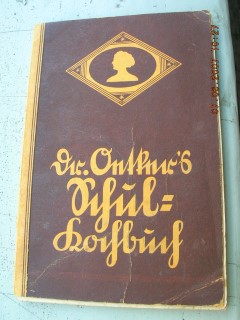 Dr. Oetker's
Schul=
Kochbuch